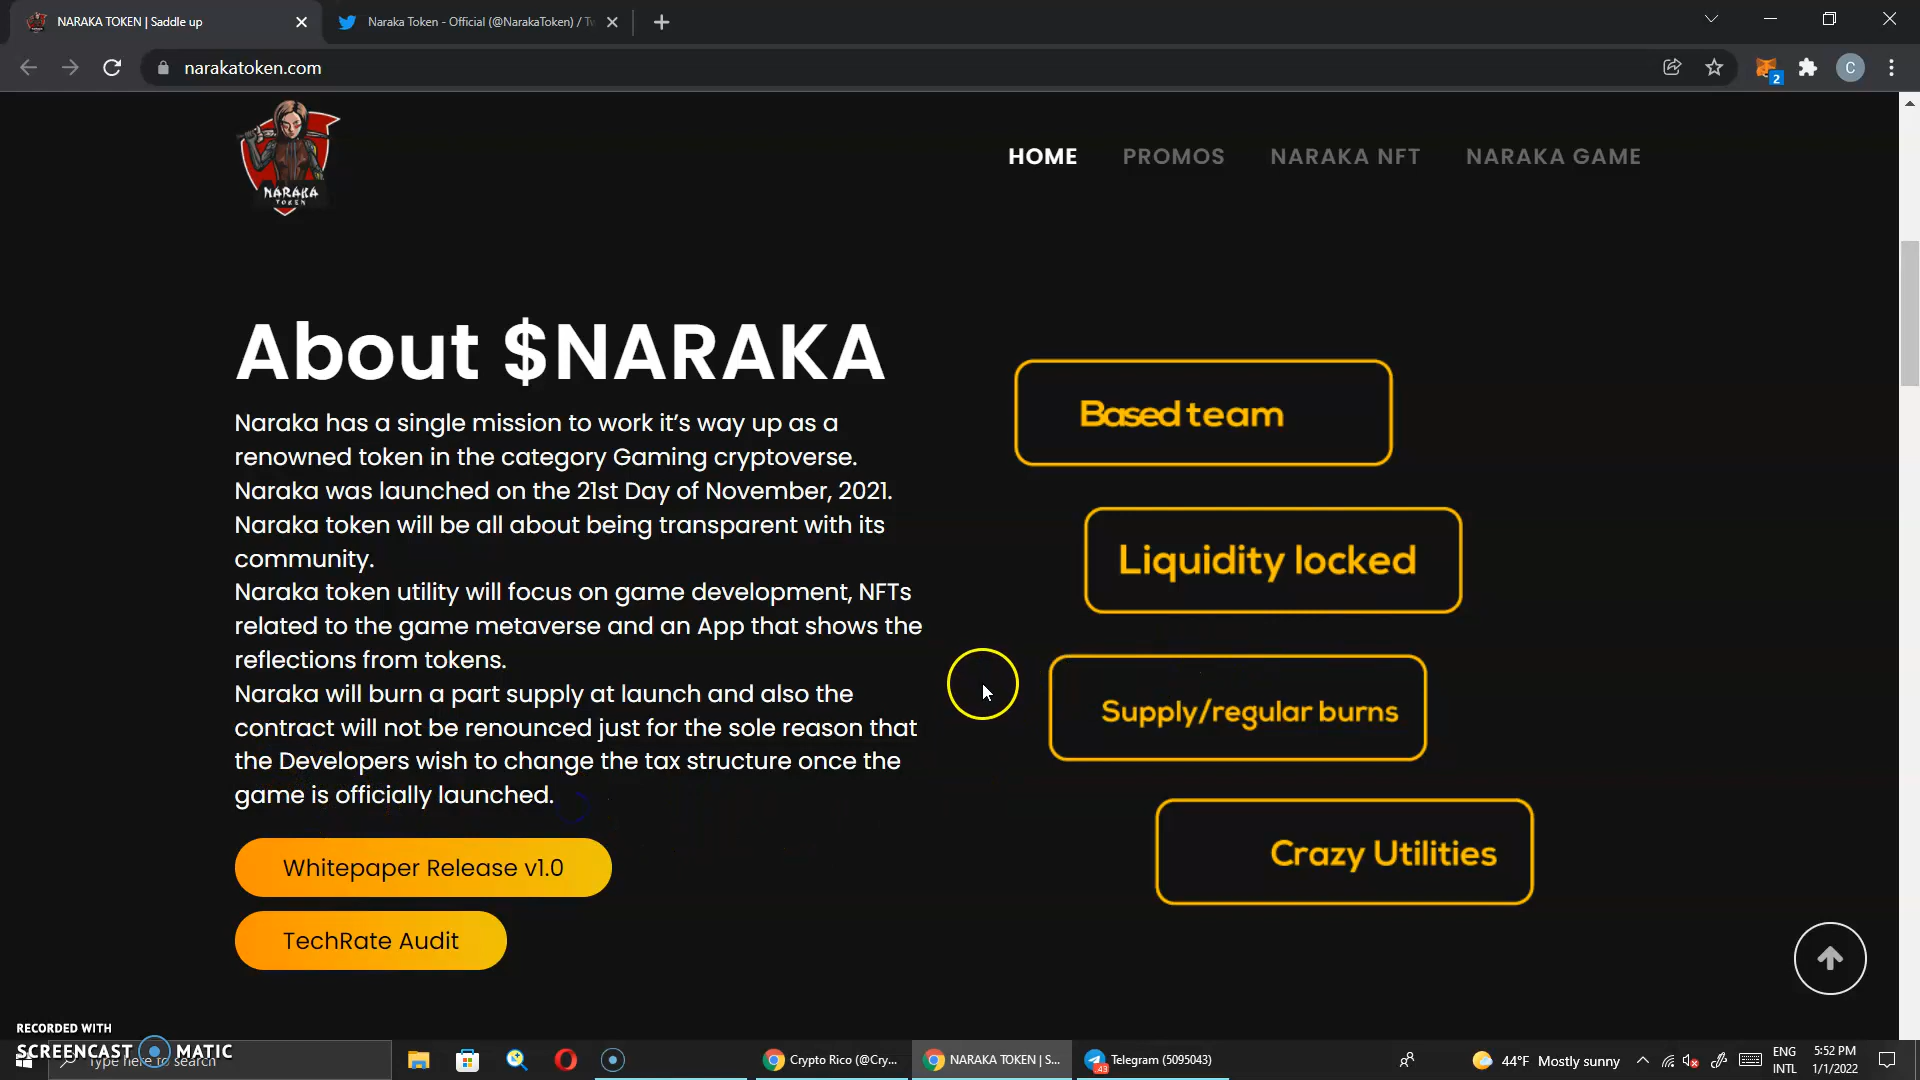 NARAKA TOKEN | Saddle up
Naraka Token - Official (@NarakaToken) / Tw
narakatoken.com
2
C
NARAKA
TOKEN
HOME
PROMOS
NARAKA NFT
NARAKA GAME
About $NARAKA
Naraka has a single mission to work it’s way up as a
renowned token in the category Gaming cryptoverse.
Naraka was launched on the 21st Day of November, 2021.
Naraka token will be all about being transparent with its
community.
Naraka token utility will focus on game development, NFTs
related to the game metaverse and an App that shows the
reflections from tokens.
Naraka will burn a part supply at launch and also the
contract will not be renounced just for the sole reason that
the Developers wish to change the tax structure once the
game is officially launched.
Whitepaper Release v1.0
TechRate Audit
Based team
Liquidity locked
Supply/regular burns
Crazy Utilities
RECORDED WITH
SCREENCAST MATIC
Type here to search
Crypto Rico (@Cry...
NARAKA TOKEN | S...
43
Telegram (5095043)
44°F Mostly sunny
ENG
INTL
5:52 PM
1/1/2022